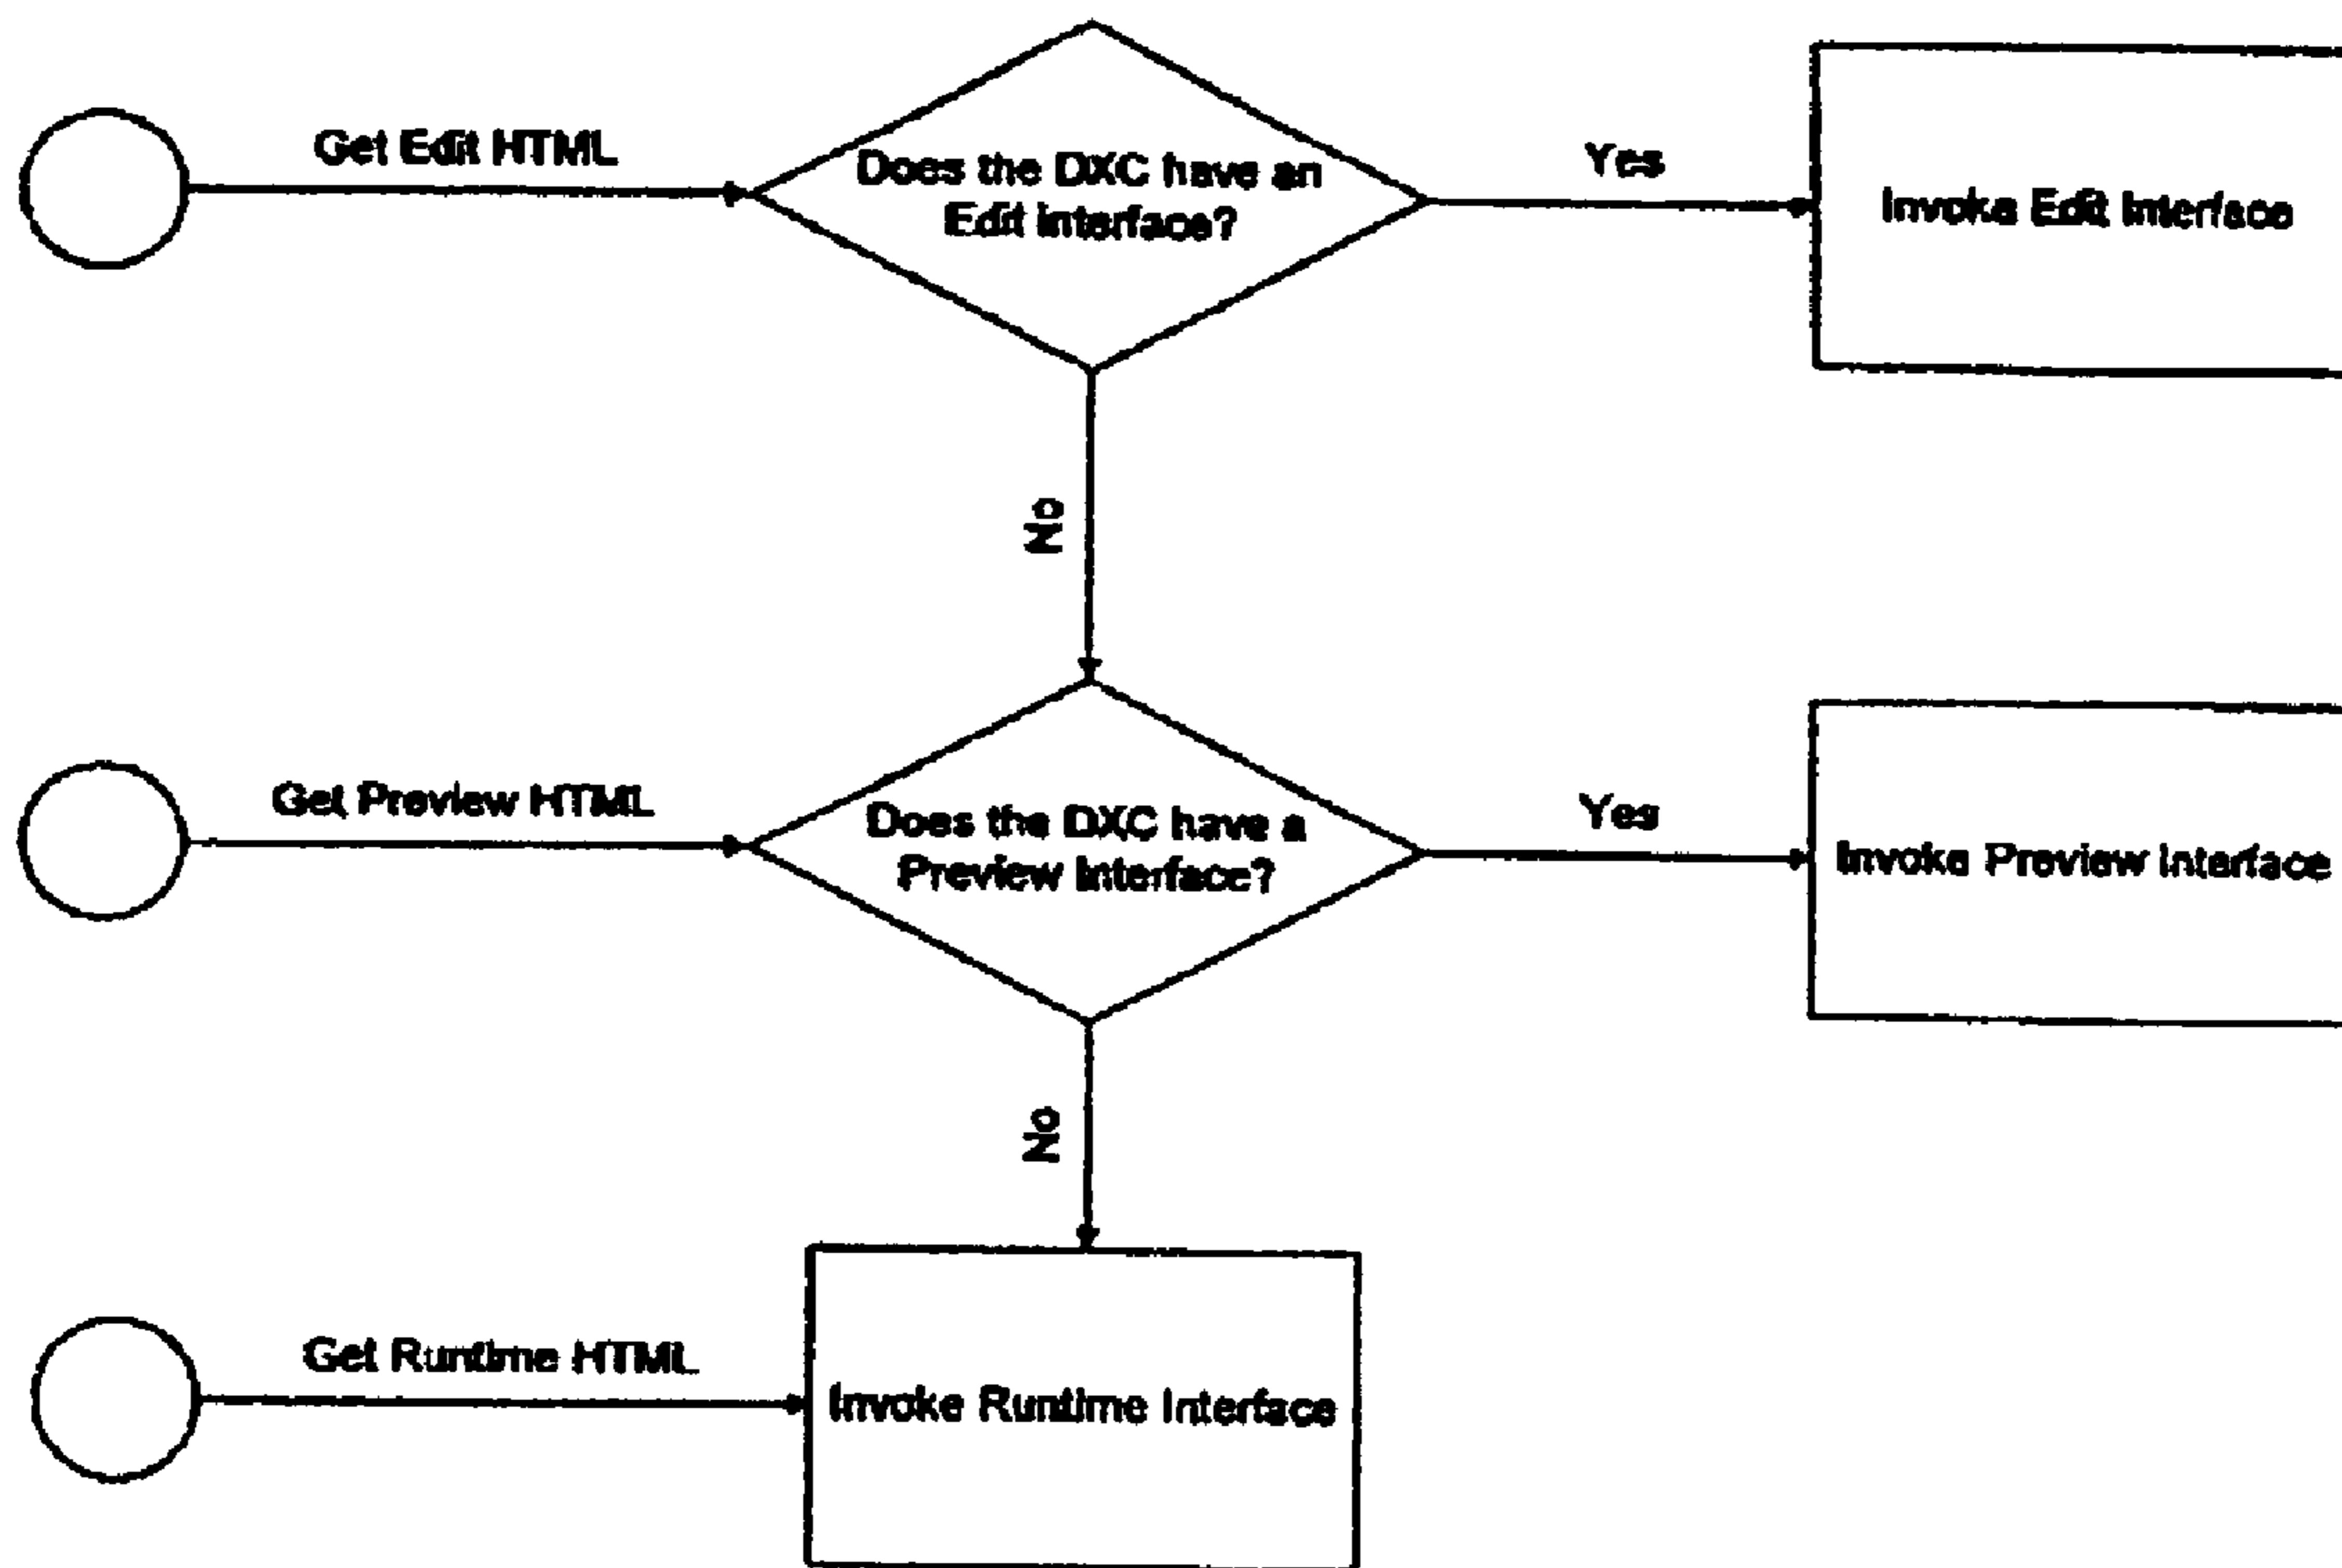 Get Edit HTML
Does the DXC have an
Edit interface?
Yes
Invoke Edit Interface
No
Get Preview HTML
Does the DXC have a
Preview Interface?
Yes
Invoke Preview Interface
No
Get Runtime HTML
Invoke Runtime Interface